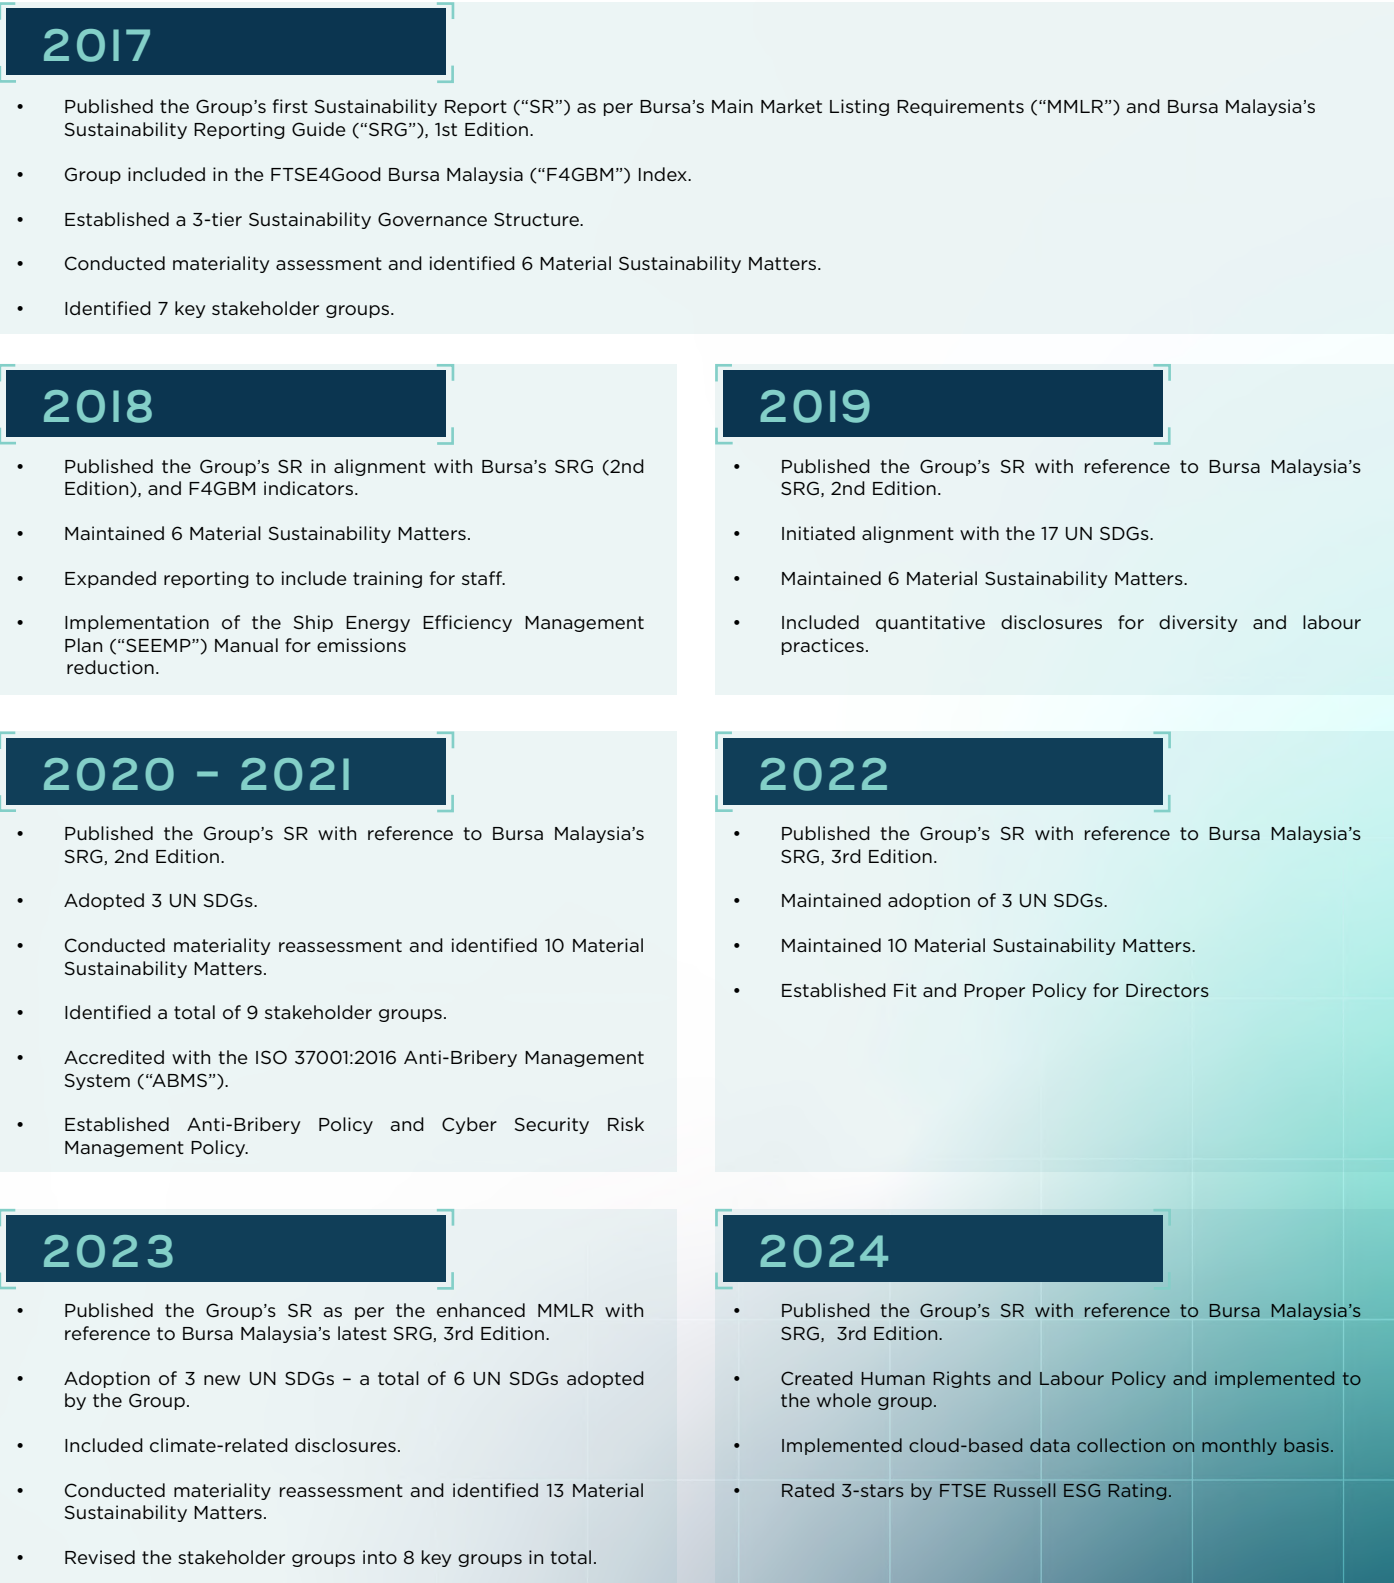 2017
• Published the Group’s first Sustainability Report (“SR”) as per Bursa’s Main Market Listing Requirements (“MMLR”) and Bursa Malaysia’s
Sustainability Reporting Guide (“SRG”), 1st Edition.
• Group included in the FTSE4Good Bursa Malaysia (“F4GBM”) Index.
• Established a 3-tier Sustainability Governance Structure.
• Conducted materiality assessment and identified 6 Material Sustainability Matters.
• Identified 7 key stakeholder groups.
2018
• Published the Group’s SR in alignment with Bursa’s SRG (2nd
Edition), and F4GBM indicators.
• Maintained 6 Material Sustainability Matters.
• Expanded reporting to include training for staff.
• Implementation of the Ship Energy Efficiency Management
Plan (“SEEMP”) Manual for emissions
reduction.
2019
• Published the Group’s SR with reference to Bursa Malaysia’s
SRG, 2nd Edition.
• Initiated alignment with the 17 UN SDGs.
• Maintained 6 Material Sustainability Matters.
• Included quantitative disclosures for diversity and labour
practices.
2020 – 2021
• Published the Group’s SR with reference to Bursa Malaysia’s
SRG, 2nd Edition.
• Adopted 3 UN SDGs.
• Conducted materiality reassessment and identified 10 Material
Sustainability Matters.
• Identified a total of 9 stakeholder groups.
• Accredited with the ISO 37001:2016 Anti-Bribery Management
System (“ABMS”).
• Established Anti-Bribery Policy and Cyber Security Risk
Management Policy.
2022
• Published the Group’s SR with reference to Bursa Malaysia’s
SRG, 3rd Edition.
• Maintained adoption of 3 UN SDGs.
• Maintained 10 Material Sustainability Matters.
• Established Fit and Proper Policy for Directors
2023
• Published the Group’s SR as per the enhanced MMLR with
reference to Bursa Malaysia’s latest SRG, 3rd Edition.
• Adoption of 3 new UN SDGs – a total of 6 UN SDGs adopted
by the Group.
• Included climate-related disclosures.
• Conducted materiality reassessment and identified 13 Material
Sustainability Matters.
• Revised the stakeholder groups into 8 key groups in total.
2024
• Published the Group’s SR with reference to Bursa Malaysia’s
SRG, 3rd Edition.
• Created Human Rights and Labour Policy and implemented to
the whole group.
• Implemented cloud-based data collection on monthly basis.
• Rated 3-stars by FTSE Russell ESG Rating.